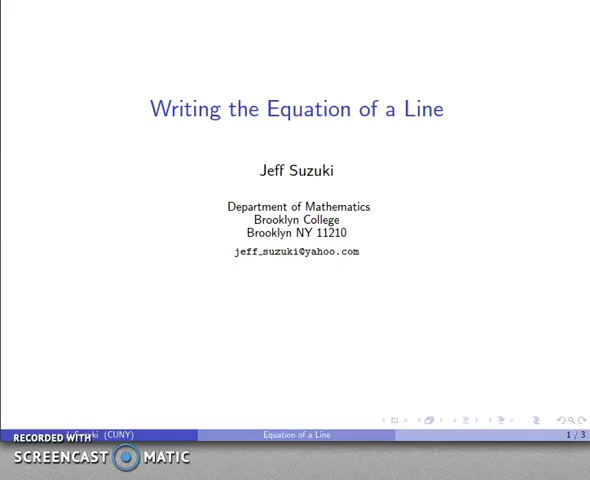 Writing the Equation of a Line
Jeff Suzuki
Department of Mathematics
Brooklyn College
Brooklyn NY 11210
jeff_suzuki@yahoo.com
(CUNY)
Equation of a Line
1 / 3
RECORDED WITH
SCREENCAST MATIC